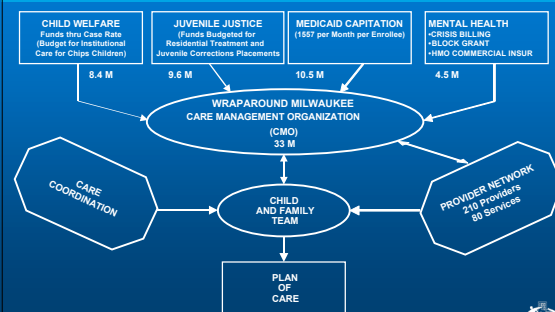 CHILD WELFARE
Funds thru Case Rate
(Budget for Institutional
Care for Chips Children)
JUVENILE JUSTICE
(Funds Budgeted for
Residential Treatment and
Juvenile Corrections Placements
MEDICAID CAPITATION
(1557 per Month per Enrollee)
MENTAL HEALTH
•CRISIS BILLING
•BLOCK GRANT
•HMO COMMERCIAL INSUR
8.4 M
9.6 M
10.5 M
4.5 M
WRAPAROUND MILWAUKEE
CARE MANAGEMENT ORGANIZATION
(CMO)
33 M
CARE
COORDINATION
CHILD
AND FAMILY
TEAM
PROVIDER NETWORK
210 Providers
80 Services
PLAN
OF
CARE